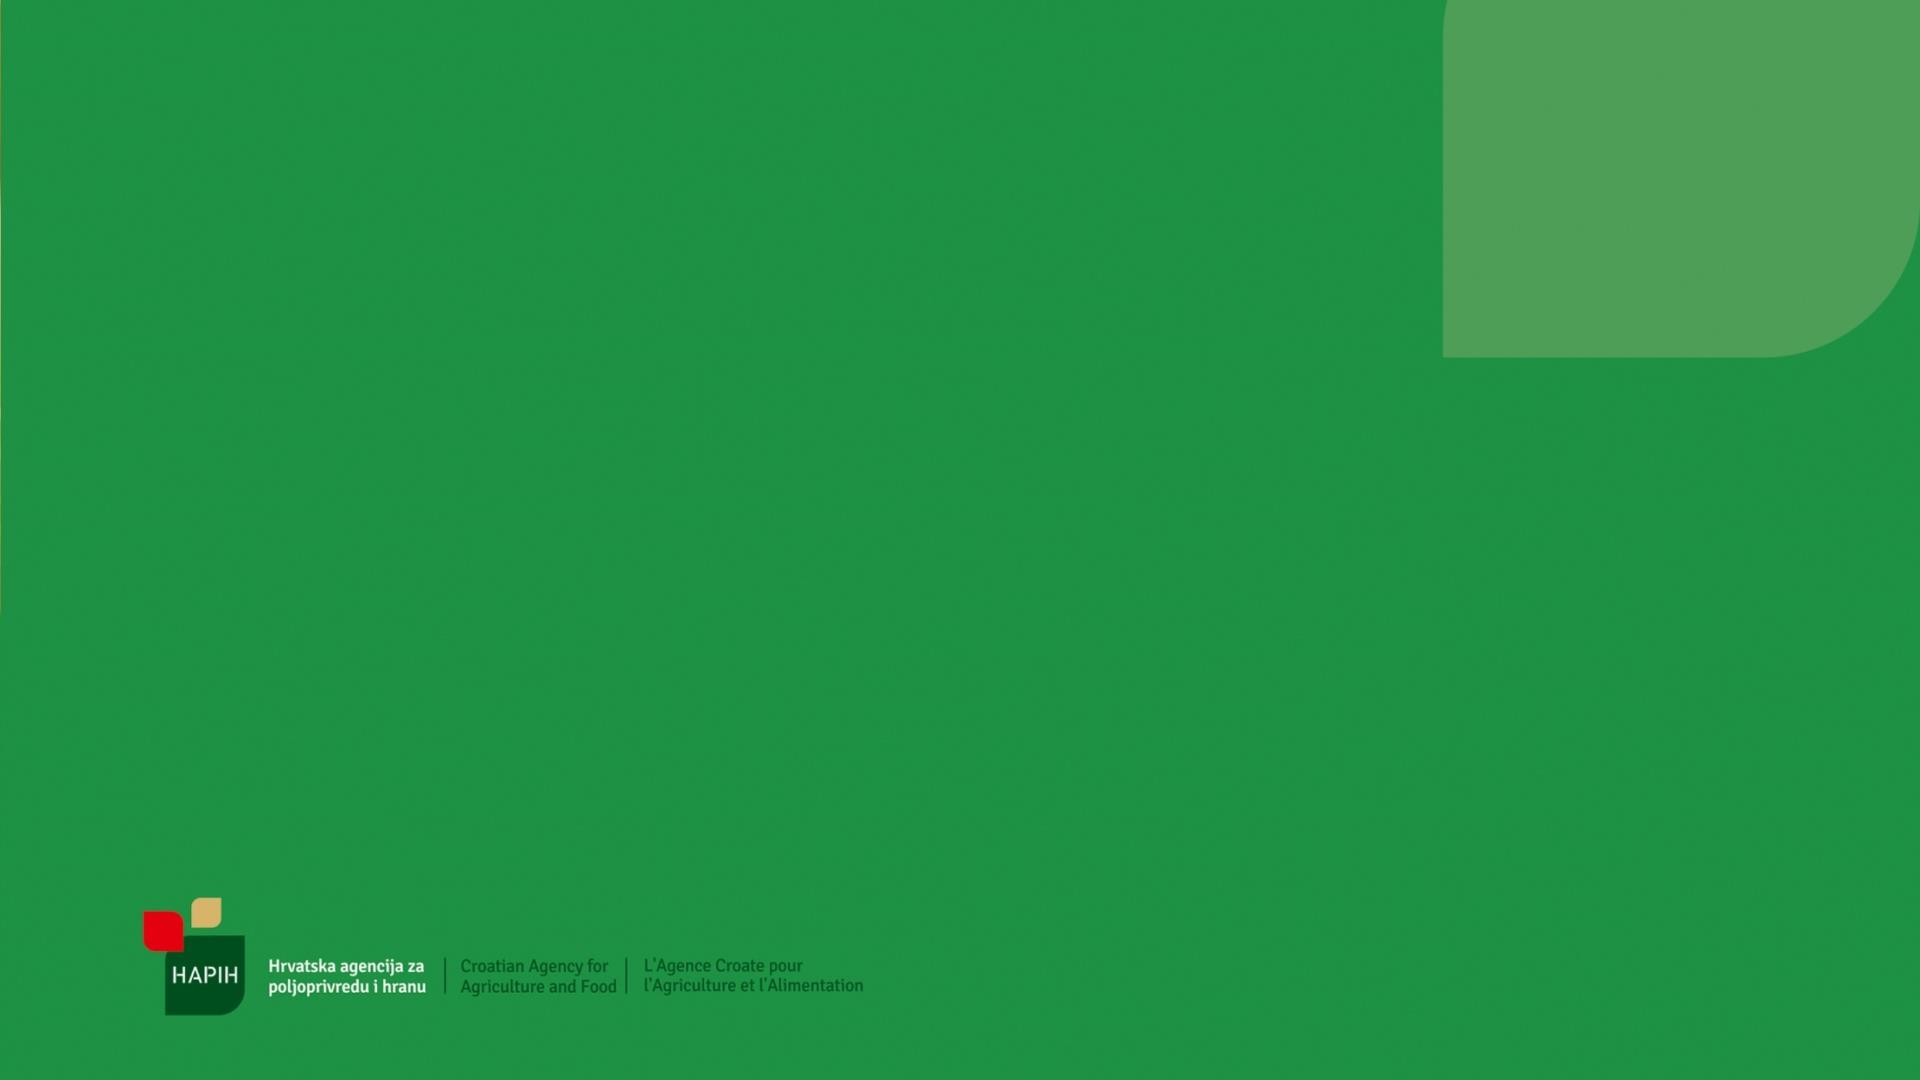 HAPIH
Hrvatska agencija za
poljoprivredu i hranu
Croatian Agency for
Agriculture and Food
L'Agence Croate pour
l'Agriculture et l'Alimentation